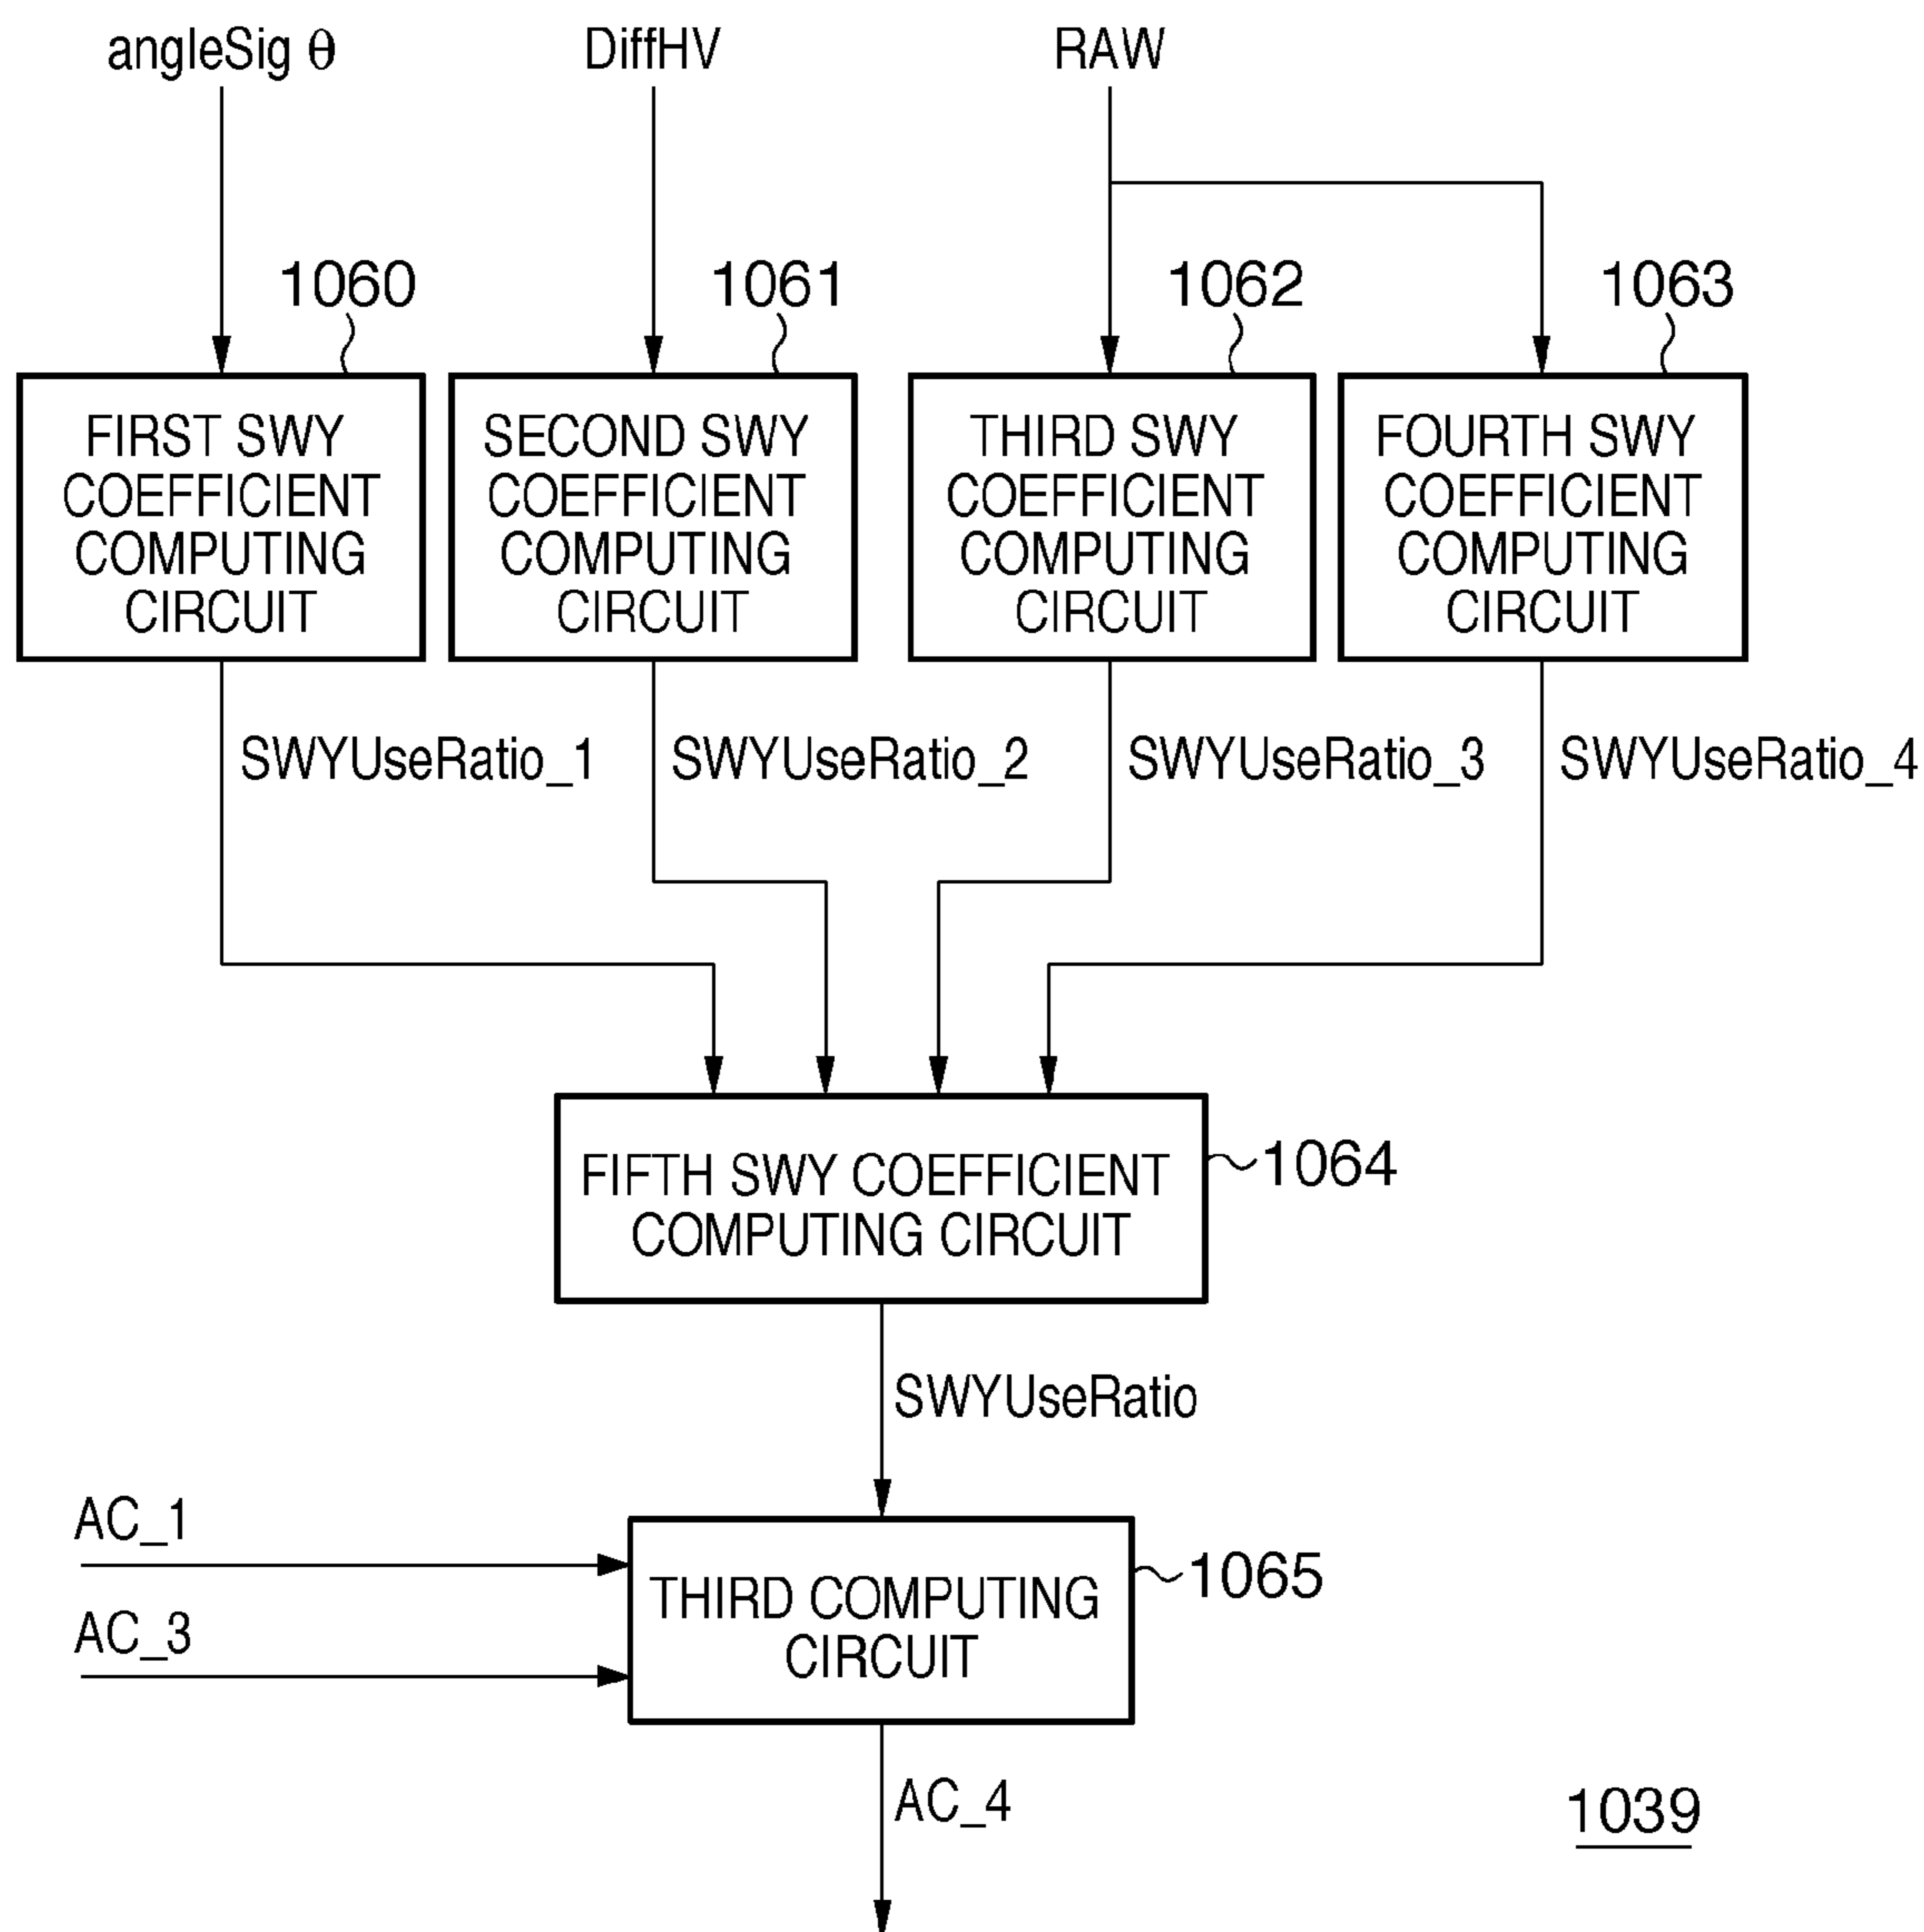 angleSig θ
DiffHV
RAW
1060
1061
1062
1063
FIRST SWY
COEFFICIENT
COMPUTING
CIRCUIT
SECOND SWY
COEFFICIENT
COMPUTING
CIRCUIT
THIRD SWY
COEFFICIENT
COMPUTING
CIRCUIT
FOURTH SWY
COEFFICIENT
COMPUTING
CIRCUIT
SWYUseRatio_1
SWYUseRatio_2
SWYUseRatio_3
SWYUseRatio_4
FIFTH SWY COEFFICIENT
COMPUTING CIRCUIT
1064
SWYUseRatio
AC_1
AC_3
THIRD COMPUTING
CIRCUIT
1065
AC_4
1039